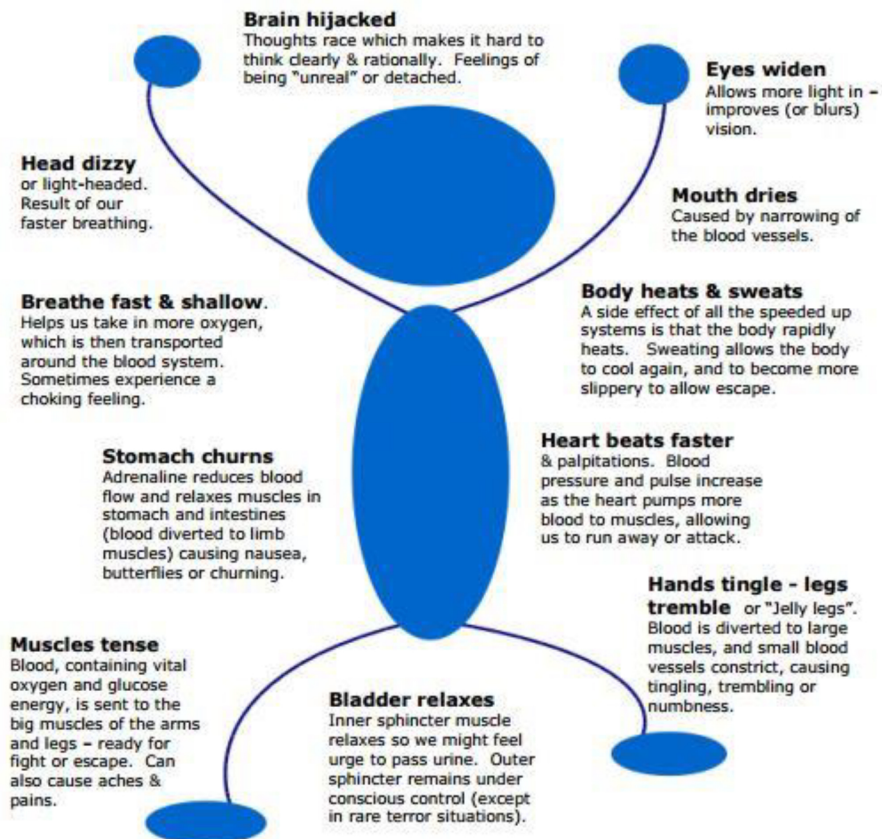 Brain hijacked
Thoughts race which makes it hard to
think clearly & rationally. Feelings of
being "unreal" or detached.
Eyes widen
Allows more light in –
improves (or blurs)
vision.
Head dizzy
or light-headed.
Result of our
faster breathing.
Mouth dries
Caused by narrowing of
the blood vessels.
Breathe fast & shallow.
Helps us take in more oxygen,
which is then transported
around the blood system.
Sometimes experience a
choking feeling.
Body heats & sweats
A side effect of all the speeded up
systems is that the body rapidly
heats. Sweating allows the body
to cool again, and to become more
slippery to allow escape.
Stomach churns
Adrenaline reduces blood
flow and relaxes muscles in
stomach and intestines
(blood diverted to limb
muscles) causing nausea,
butterflies or churning.
Heart beats faster
& palpitations. Blood
pressure and pulse increase
as the heart pumps more
blood to muscles, allowing
us to run away or attack.
Hands tingle - legs
tremble or "Jelly legs".
Blood is diverted to large
muscles, and small blood
vessels constrict, causing
tingling, trembling or
numbness.
Muscles tense
Blood, containing vital
oxygen and glucose
energy, is sent to the
big muscles of the arms
and legs – ready for
fight or escape. Can
also cause aches &
pains.
Bladder relaxes
Inner sphincter muscle
relaxes so we might feel
urge to pass urine. Outer
sphincter remains under
conscious control (except
in rare terror situations).